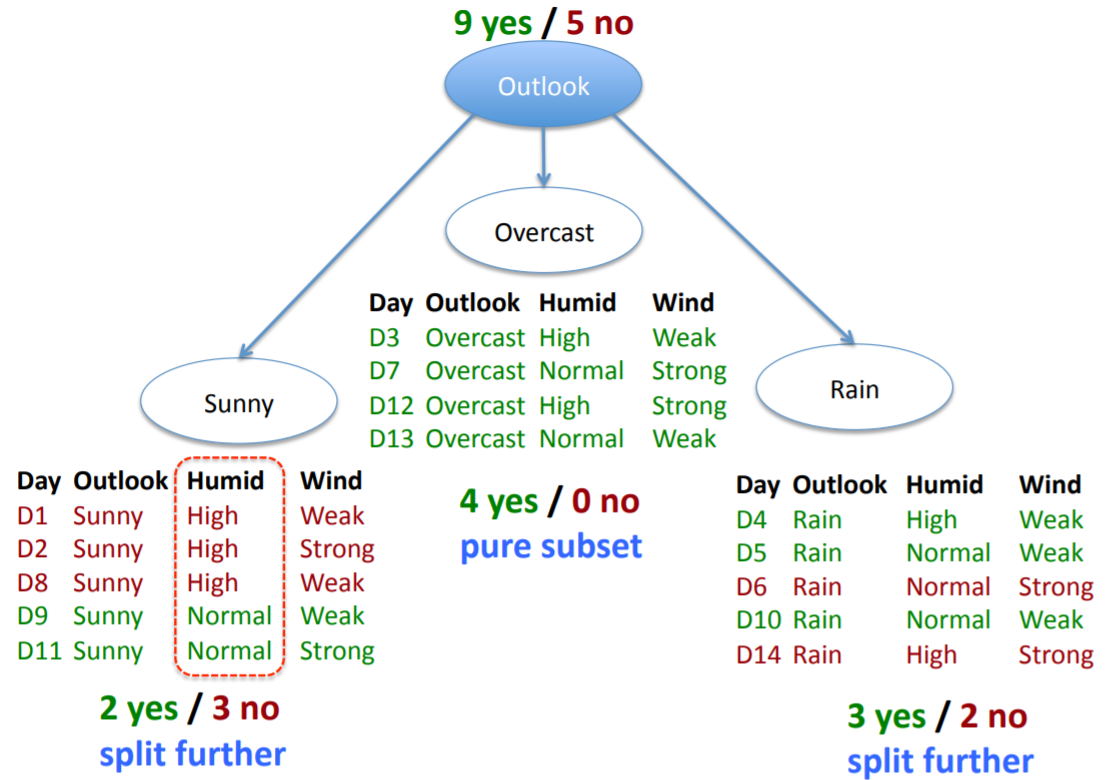 9 yes / 5 no
Outlook
Overcast
Day Outlook Humid Wind
D3 Overcast High Weak
D7 Overcast Normal Strong
D12 Overcast High Strong
D13 Overcast Normal Weak
4 yes / 0 no
pure subset
Sunny
Day Outlook Humid Wind
D1 Sunny High Weak
D2 Sunny High Strong
D8 Sunny High Weak
D9 Sunny Normal Weak
D11 Sunny Normal Strong
2 yes / 3 no
split further
Rain
Day Outlook Humid Wind
D4 Rain High Weak
D5 Rain Normal Weak
D6 Rain Normal Strong
D10 Rain Normal Weak
D14 Rain High Strong
3 yes / 2 no
split further